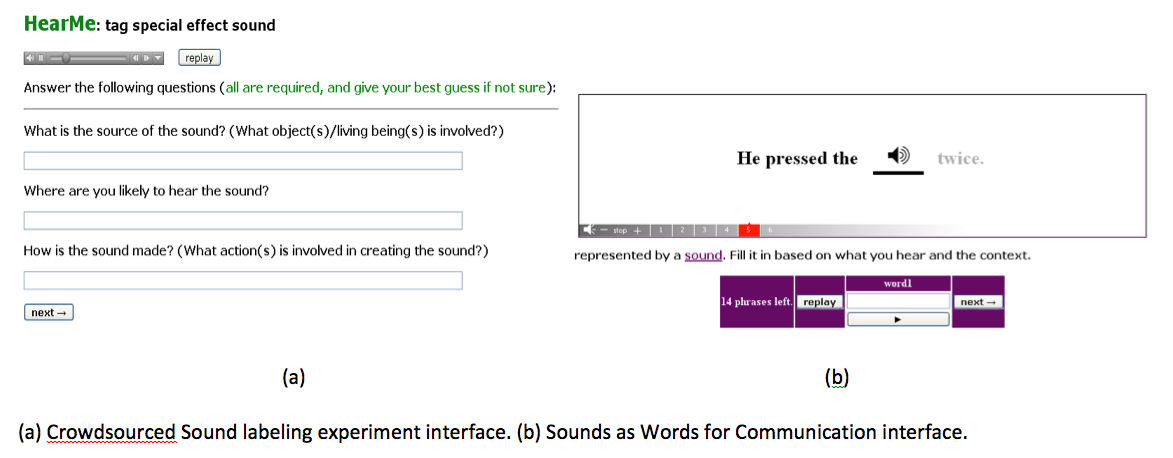 HearMe: tag special effect sound
replay
Answer the following questions (all are required, and give your best guess if not sure):
What is the source of the sound? (What object(s)/living being(s) is involved?)
Where are you likely to hear the sound?
How is the sound made? (What action(s) is involved in creating the sound?)
next →
He pressed the twice.
stop + 1 2 3 4 5 6
represented by a sound. Fill it in based on what you hear and the context.
word1
14 phrases left. replay next →
(a) (b)
(a) Crowdsourced Sound labeling experiment interface. (b) Sounds as Words for Communication interface.